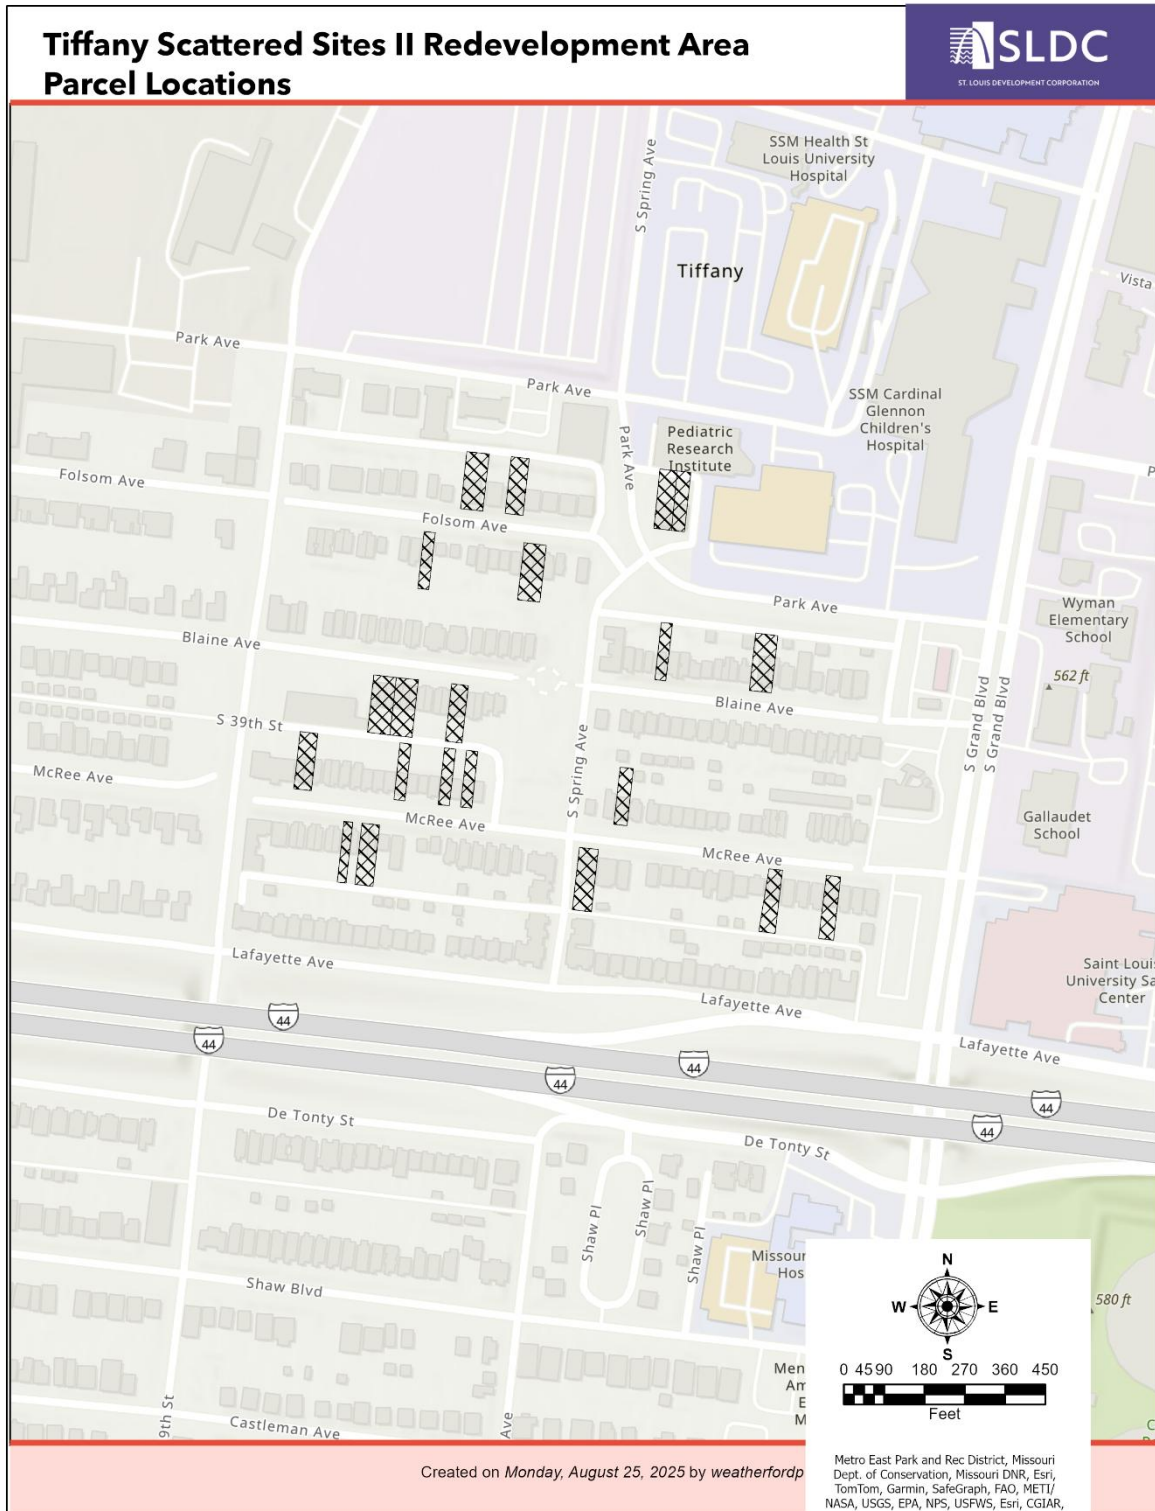 Tiffany Scattered Sites II Redevelopment Area
Parcel Locations
SLDC
ST. LOUIS DEVELOPMENT CORPORATION
SSM Health St
Louis University
Hospital
S Spring Ave
Tiffany
Vista
Park Ave
Park Ave
SSM Cardinal
Glennon
Children's
Hospital
Park Ave
Pediatric
Research
Institute
P
Folsom Ave
Folsom Ave
Park Ave
Wyman
Elementary
School
Blaine Ave
562 ft
S Grand Blvd
S Grand Blvd
Blaine Ave
S 39th St
S Spring Ave
McRee Ave
McRee Ave
Gallaudet
School
McRee Ave
Lafayette Ave
Saint Louis
University Sa
Center
Lafayette Ave
44
44
Lafayette Ave
44
44
44
44
De Tonty St
De Tonty St
Shaw Pl
Shaw Pl
Shaw Pl
Missour
Hos
Shaw Blvd
580 ft
N
W
E
S
Men
Am
E
M
0 45 90 180 270 360 450
Feet
9th St
Castleman Ave
Ave
C
Created on Monday, August 25, 2025 by weatherfordp
Metro East Park and Rec District, Missouri
Dept. of Conservation, Missouri DNR, Esri,
TomTom, Garmin, SafeGraph, FAO, METI/
NASA, USGS, EPA, NPS, USFWS, Esri, CGIAR,